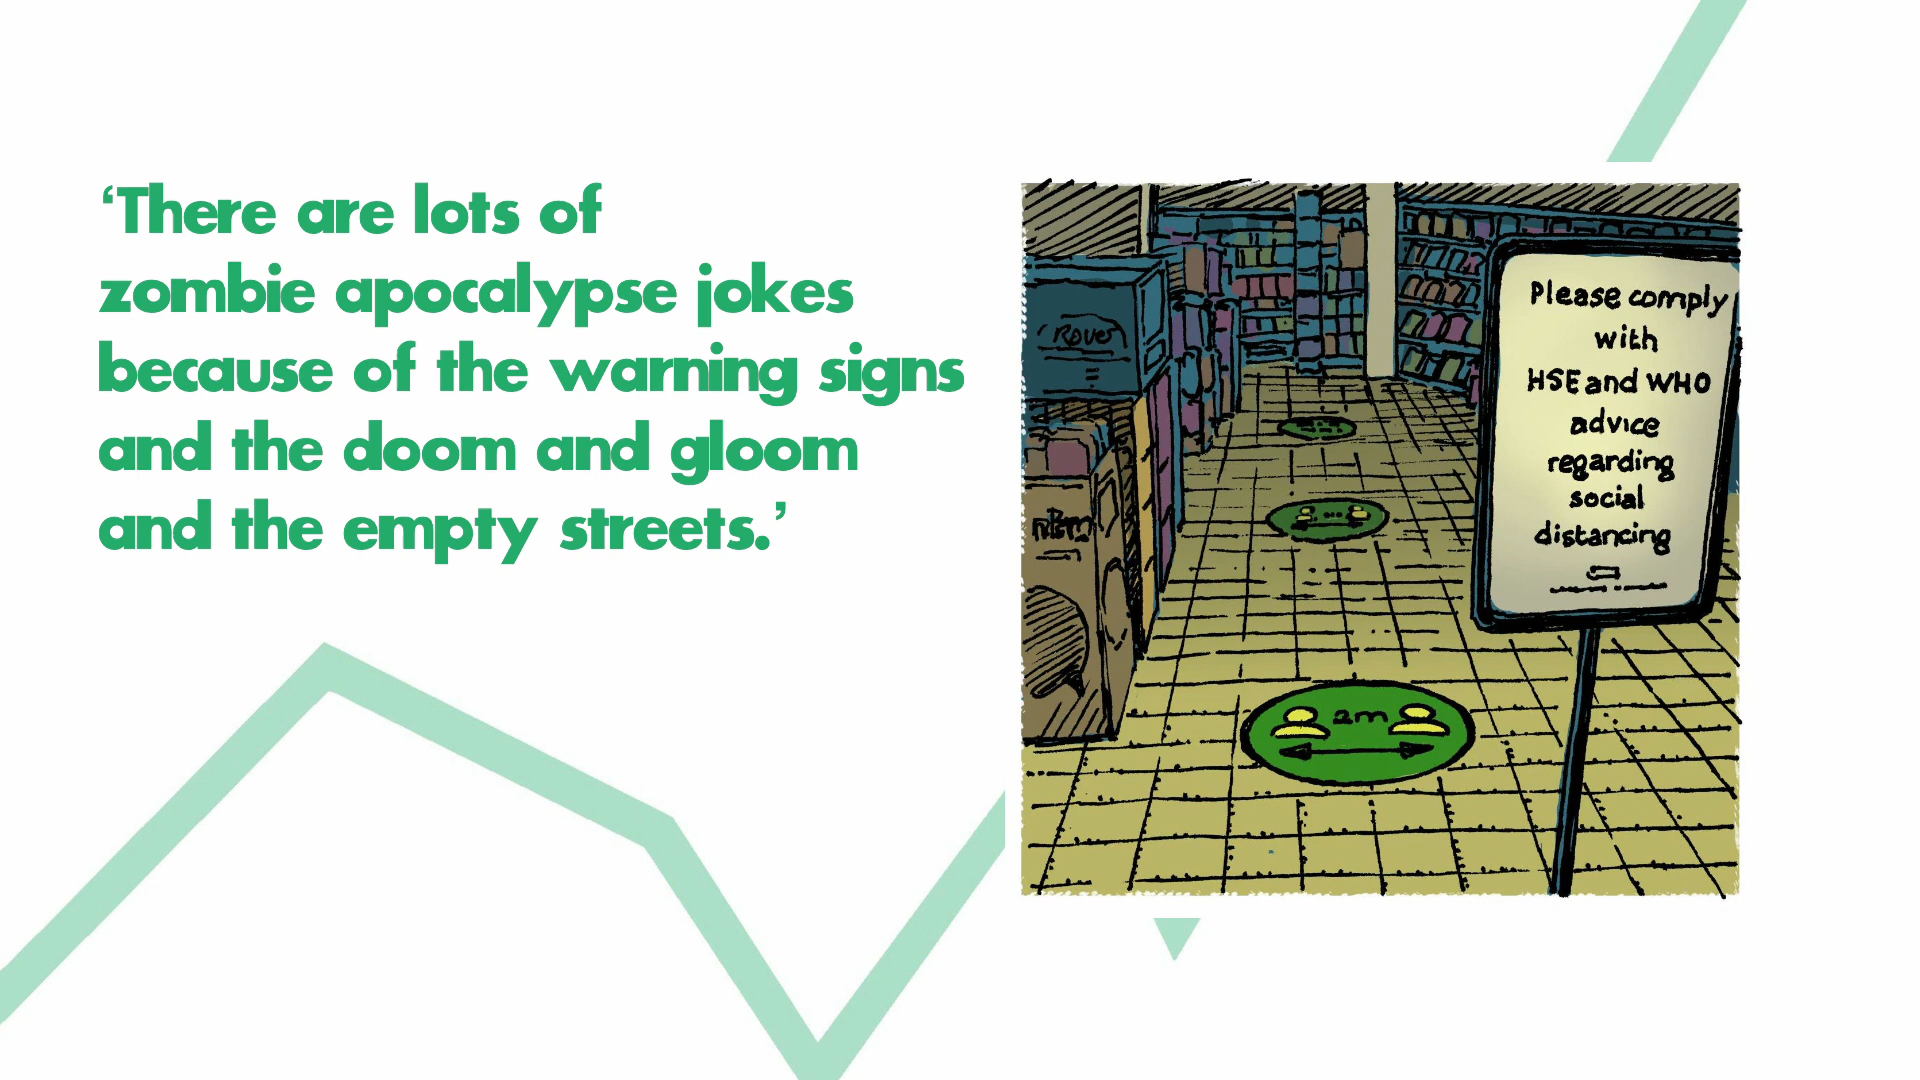 ‘There are lots of
zombie apocalypse jokes
because of the warning signs
and the doom and gloom
and the empty streets.’
Please comply
with
HSE and WHO
advice
regarding
social
distancing
2m